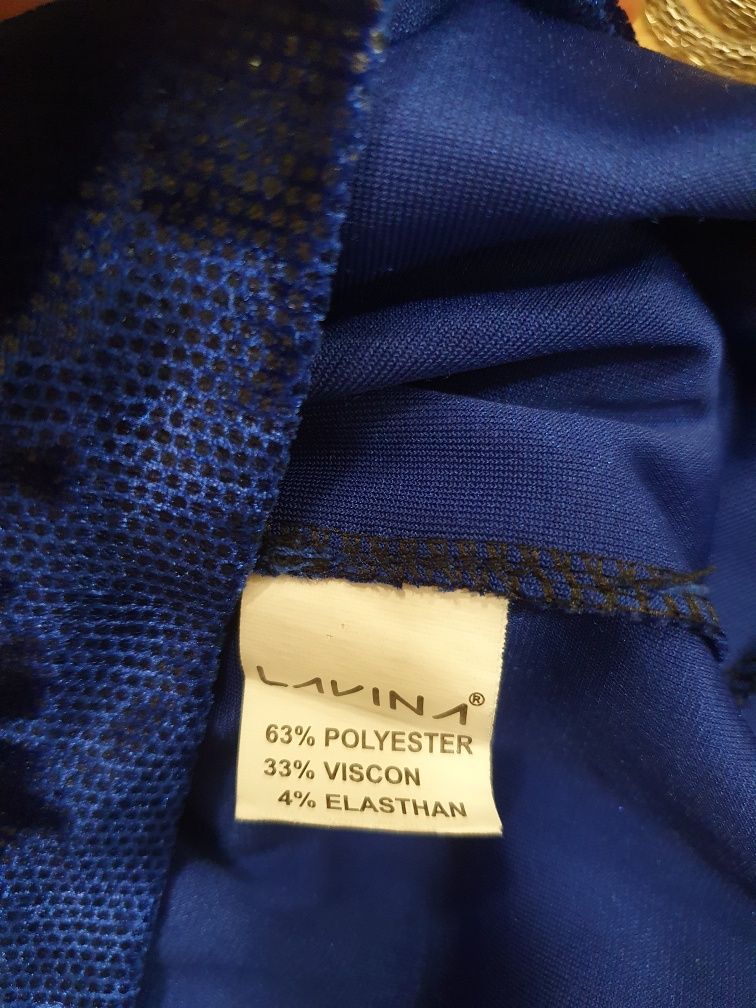 LAVINA®
63% POLYESTER
33% VISCON
4% ELASTHAN